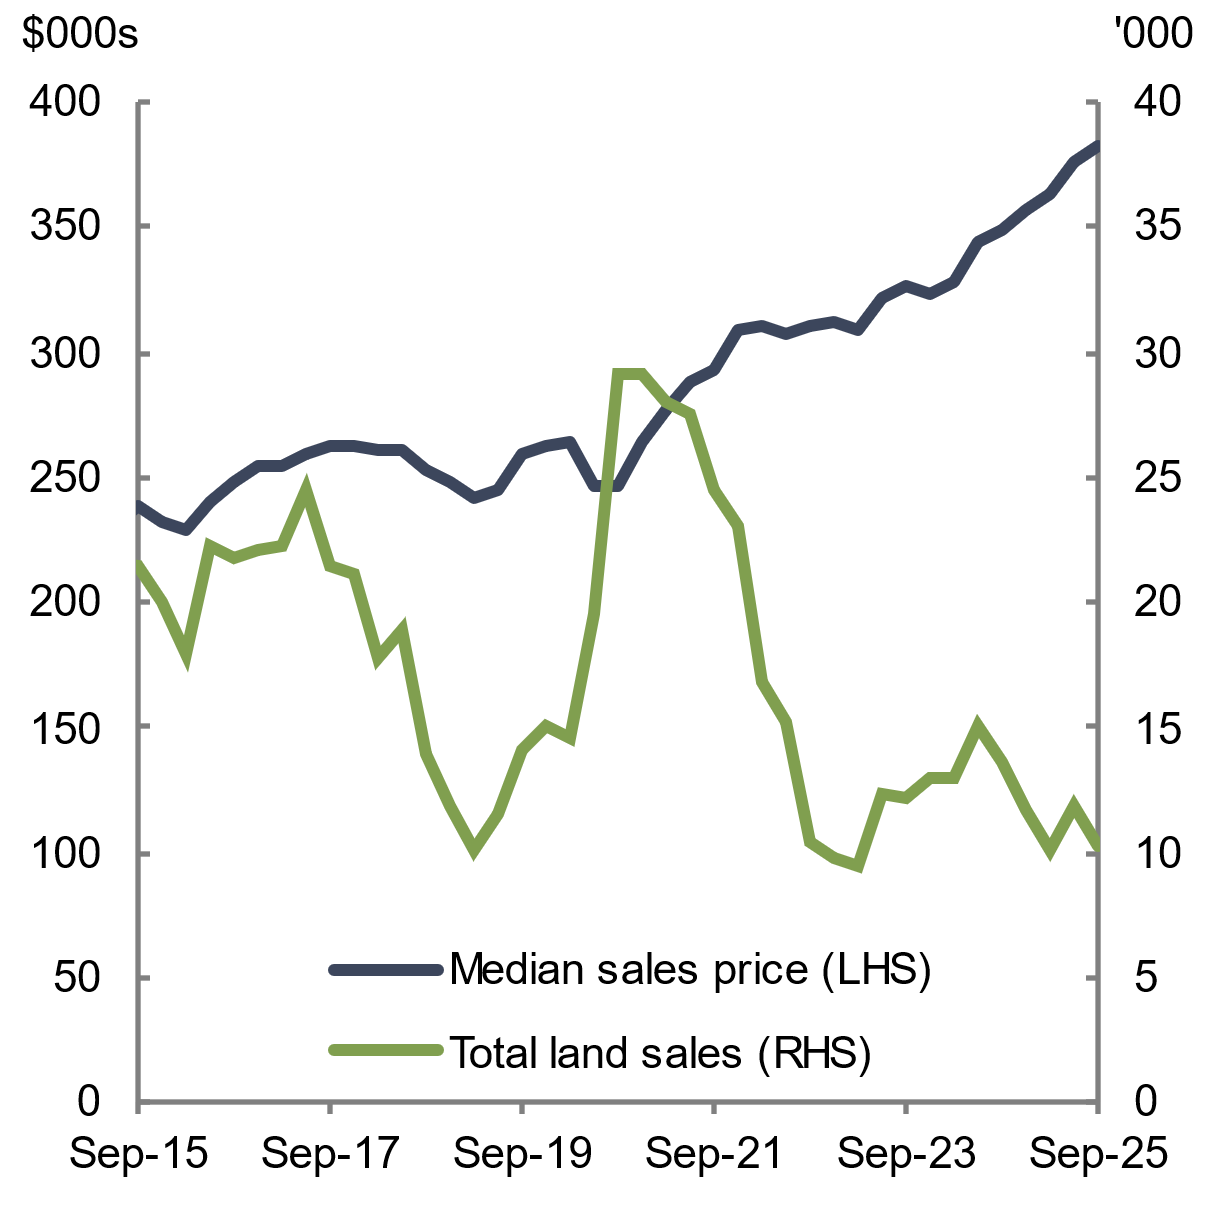 $000s '000
400 40
350 35
300 30
250 25
200 20
150 15
100 10
50 5
0 0
Median sales price (LHS)
Total land sales (RHS)
Sep-15 Sep-17 Sep-19 Sep-21 Sep-23 Sep-25